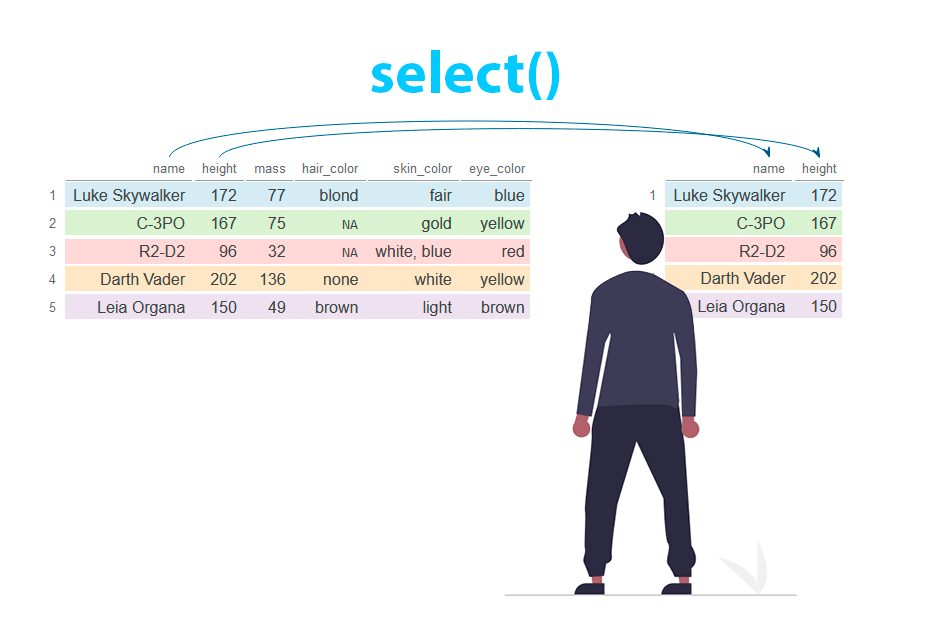 select()
name height mass hair_color skin_color eye_color name height
1 Luke Skywalker 172 77 blond fair blue 1 Luke Skywalker 172
2 C-3PO 167 75 NA gold yellow C-3PO 167
3 R2-D2 96 32 NA white, blue red R2-D2 96
4 Darth Vader 202 136 none white yellow Darth Vader 202
5 Leia Organa 150 49 brown light brown Leia Organa 150